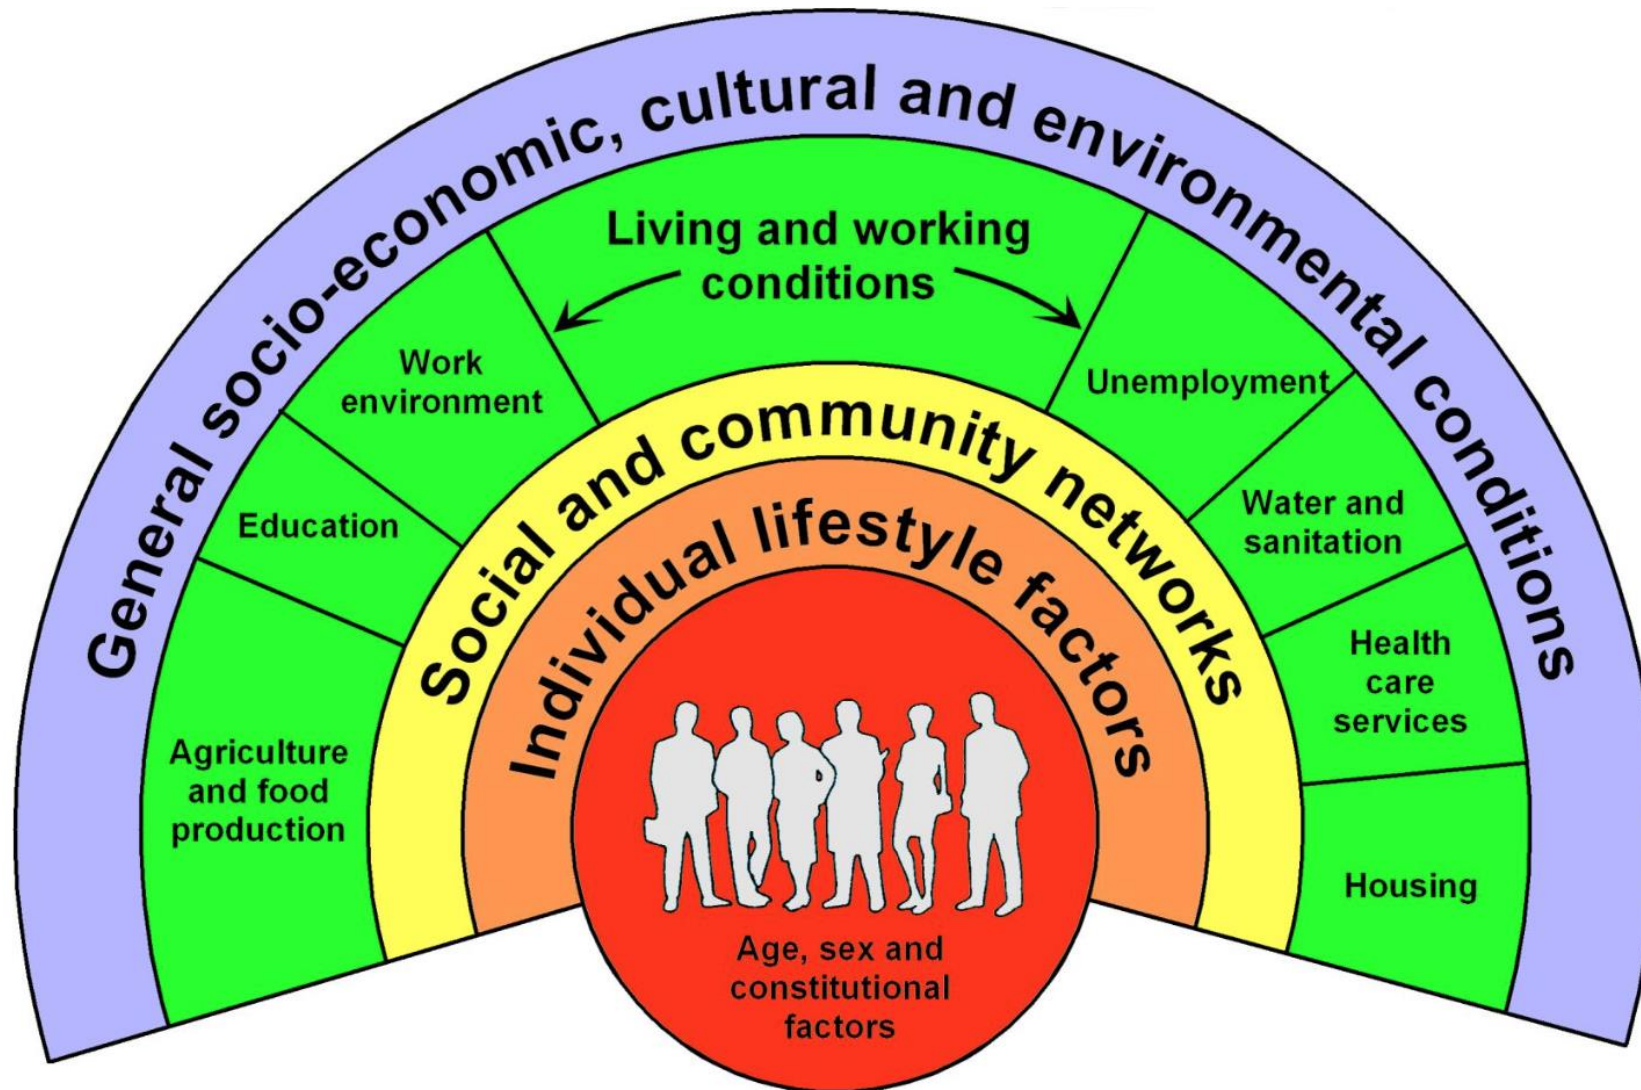 General socio-economic, cultural and environmental conditions
Living and working
conditions
Work
environment
Unemployment
Education
Water and
sanitation
Agriculture
and food
production
Health
care
services
Housing
Social and community networks
Individual lifestyle factors
Age, sex and
constitutional
factors